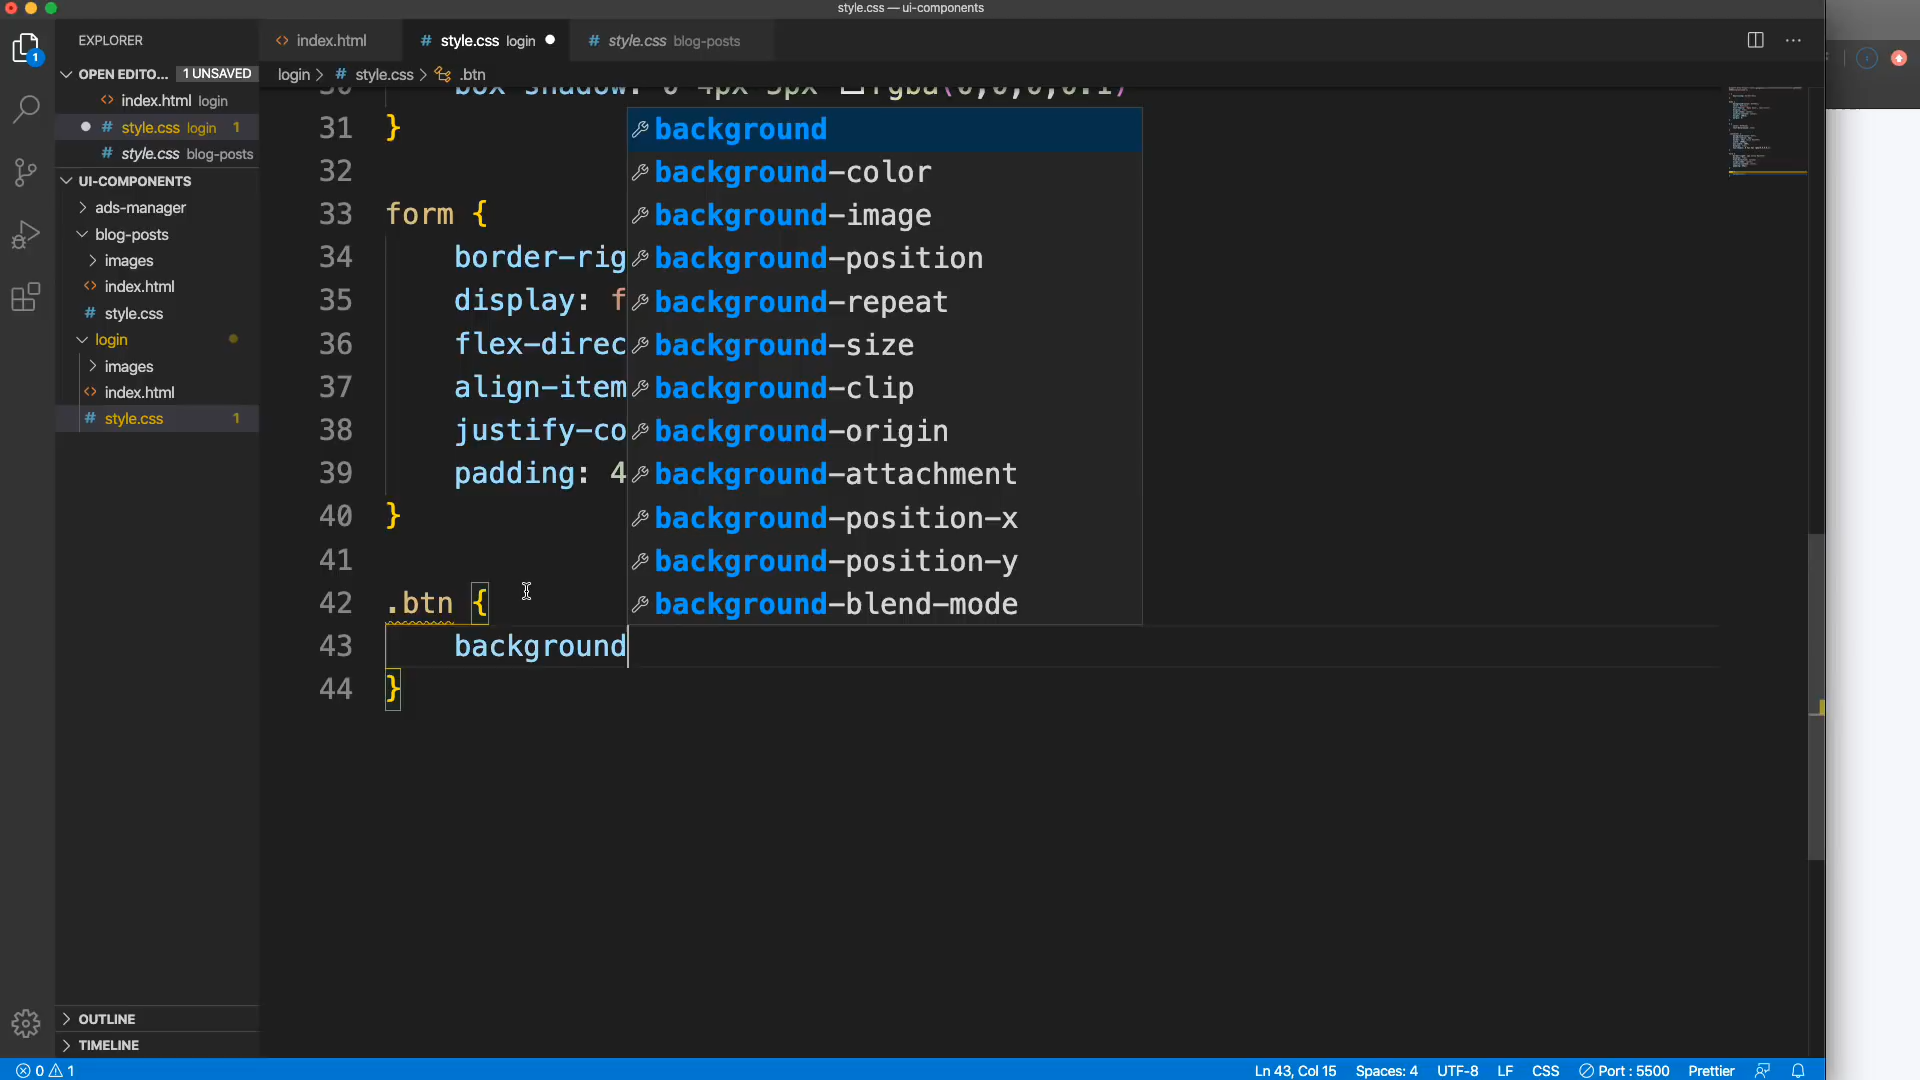 style.css — ui-components
EXPLORER
index.html
style.css login
style.css blog-posts
OPEN EDITO... 1 UNSAVED
login > # style.css > .btn
index.html login
style.css login 1
style.css blog-posts
UI-COMPONENTS
ads-manager
blog-posts
images
index.html
style.css
login
images
index.html
style.css 1
OUTLINE
TIMELINE
30 box-shadow: 0 4px 5px rgba(0,0,0,0.1)
31 }
32
33 form {
34 border-rig
35 display: f
36 flex-direc
37 align-item
38 justify-co
39 padding: 4
40 }
41
42 .btn {
43 background
44 }
background
background-color
background-image
background-position
background-repeat
background-size
background-clip
background-origin
background-attachment
background-position-x
background-position-y
background-blend-mode
0 1 Ln 43, Col 15 Spaces: 4 UTF-8 LF CSS Port : 5500 Prettier